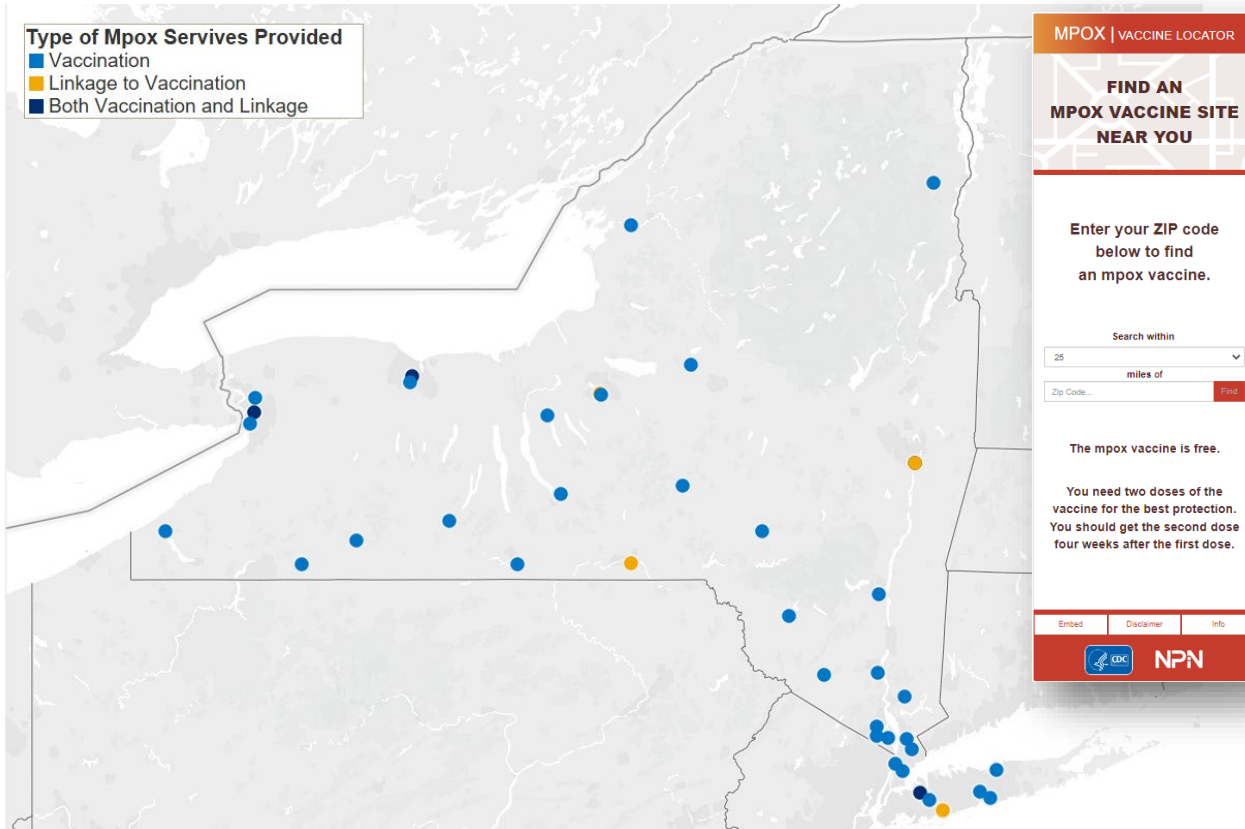 Type of Mpox Servives Provided
Vaccination
Linkage to Vaccination
Both Vaccination and Linkage
MPOX | VACCINE LOCATOR
FIND AN
MPOX VACCINE SITE
NEAR YOU
Enter your ZIP code
below to find
an mpox vaccine.
Search within
25
miles of
Zip Code... Find
The mpox vaccine is free.
You need two doses of the
vaccine for the best protection.
You should get the second dose
four weeks after the first dose.
Embed Disclaimer Info
CDC NPN